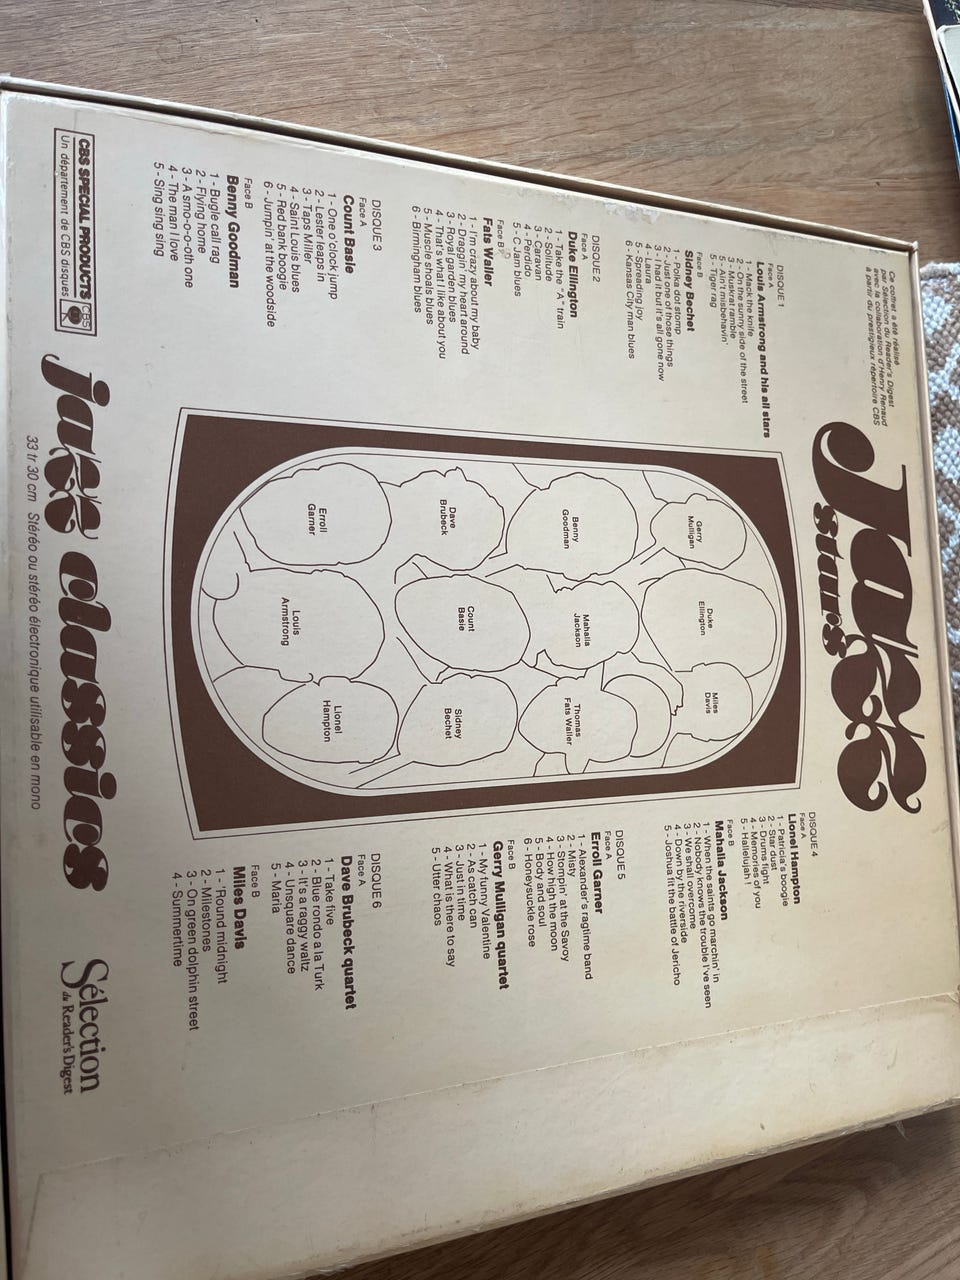 Ce coffret a été réalisé
par Sélection du Reader's Digest
avec la collaboration d'Henry Renaud
à partir du prestigieux répertoire CBS
Jazz
stars
DISQUE 1
Face A
Louis Armstrong and his all stars
1 - Mack the knife
2 - On the sunny side of the street
3 - Muskrat ramble
4 - Ain't misbehavin'
5 - Tiger rag
Face B
Sidney Bechet
1 - Polka dot stomp
2 - Just one of those things
3 - I had it but it's all gone now
4 - Laura
5 - Spreading joy
6 - Kansas City man blues
DISQUE 2
Face A
Duke Ellington
1 - Take the "A" train
2 - Solitude
3 - Caravan
4 - Perdido
5 - C Jam blues
Face B
Fats Waller
1 - I'm crazy about my baby
2 - Draggin' my heart around
3 - Royal garden blues
4 - That's what I like about you
5 - Muscle shoals blues
6 - Birmingham blues
DISQUE 3
Face A
Count Basie
1 - One o'clock jump
2 - Lester leaps in
3 - Taps Miller
4 - Saint Louis blues
5 - Red bank boogie
6 - Jumpin' at the woodside
Face B
Benny Goodman
1 - Bugle call rag
2 - Flying home
3 - A smo-o-o-oth one
4 - The man I love
5 - Sing sing sing
Gerry
Mulligan
Duke
Ellington
Miles
Davis
Benny
Goodman
Mahalia
Jackson
Thomas
Fats Waller
Dave
Brubeck
Count
Basie
Sidney
Bechet
Erroll
Garner
Louis
Armstrong
Lionel
Hampton
DISQUE 4
Face A
Lionel Hampton
1 - Patricia's boogie
2 - Star dust
3 - Drums fight
4 - Memories of you
5 - Hallelujah !
Face B
Mahalia Jackson
1 - When the saints go marchin' in
2 - Nobody knows the trouble I've seen
3 - We shall overcome
4 - Down by the riverside
5 - Joshua fit the battle of Jericho
DISQUE 5
Face A
Erroll Garner
1 - Alexander's ragtime band
2 - Misty
3 - Stompin' at the Savoy
4 - How high the moon
5 - Body and soul
6 - Honeysuckle rose
Face B
Gerry Mulligan quartet
1 - My funny Valentine
2 - As catch can
3 - Just in time
4 - What is there to say
5 - Utter chaos
DISQUE 6
Face A
Dave Brubeck quartet
1 - Take five
2 - Blue rondo a la Turk
3 - It's a raggy waltz
4 - Unsquare dance
5 - Maria
Face B
Miles Davis
1 - 'Round midnight
2 - Milestones
3 - On green dolphin street
4 - Summertime
CBS SPECIAL PRODUCTS CBS
Un département de CBS disques
jazz classics
33 tr 30 cm Stéréo ou stéréo électronique utilisable en mono
Sélection
du Reader's Digest